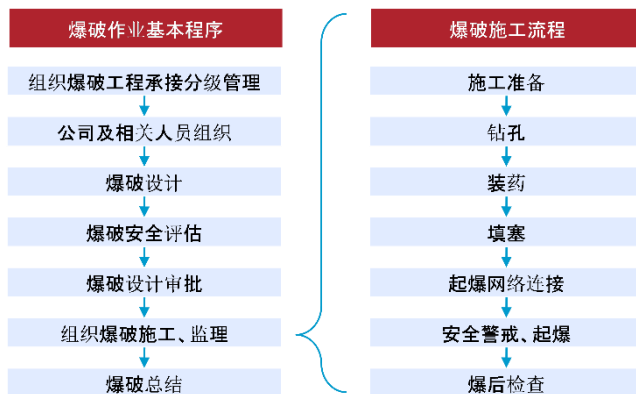 爆破作业基本程序
组织爆破工程承接分级管理
公司及相关人员组织
爆破设计
爆破安全评估
爆破设计审批
组织爆破施工、监理
爆破总结
爆破施工流程
施工准备
钻孔
装药
填塞
起爆网络连接
安全警戒、起爆
爆后检查